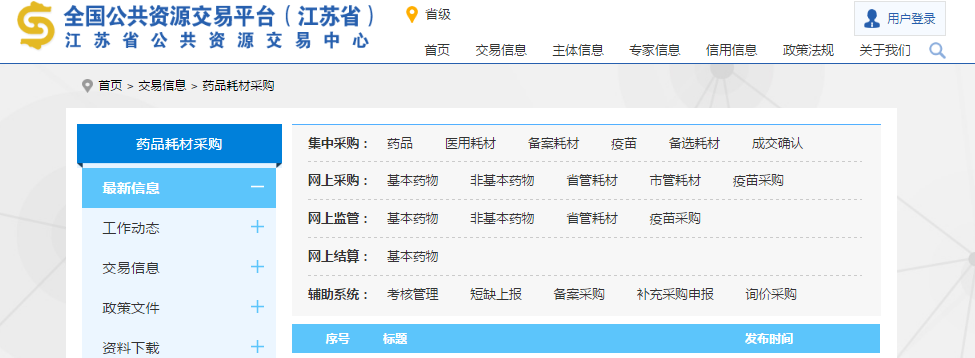 全国公共资源交易平台（江苏省）
江苏省公共资源交易中心
省级
用户登录
首页 交易信息 主体信息 专家信息 信用信息 政策法规 关于我们
首页 > 交易信息 > 药品耗材采购
药品耗材采购
最新信息
工作动态
交易信息
政策文件
资料下载
集中采购： 药品 医用耗材 备案耗材 疫苗 备选耗材 成交确认
网上采购： 基本药物 非基本药物 省管耗材 市管耗材 疫苗采购
网上监管： 基本药物 非基本药物 省管耗材 疫苗采购
网上结算： 基本药物
辅助系统： 考核管理 短缺上报 备案采购 补充采购申报 询价采购
序号 标题 发布时间